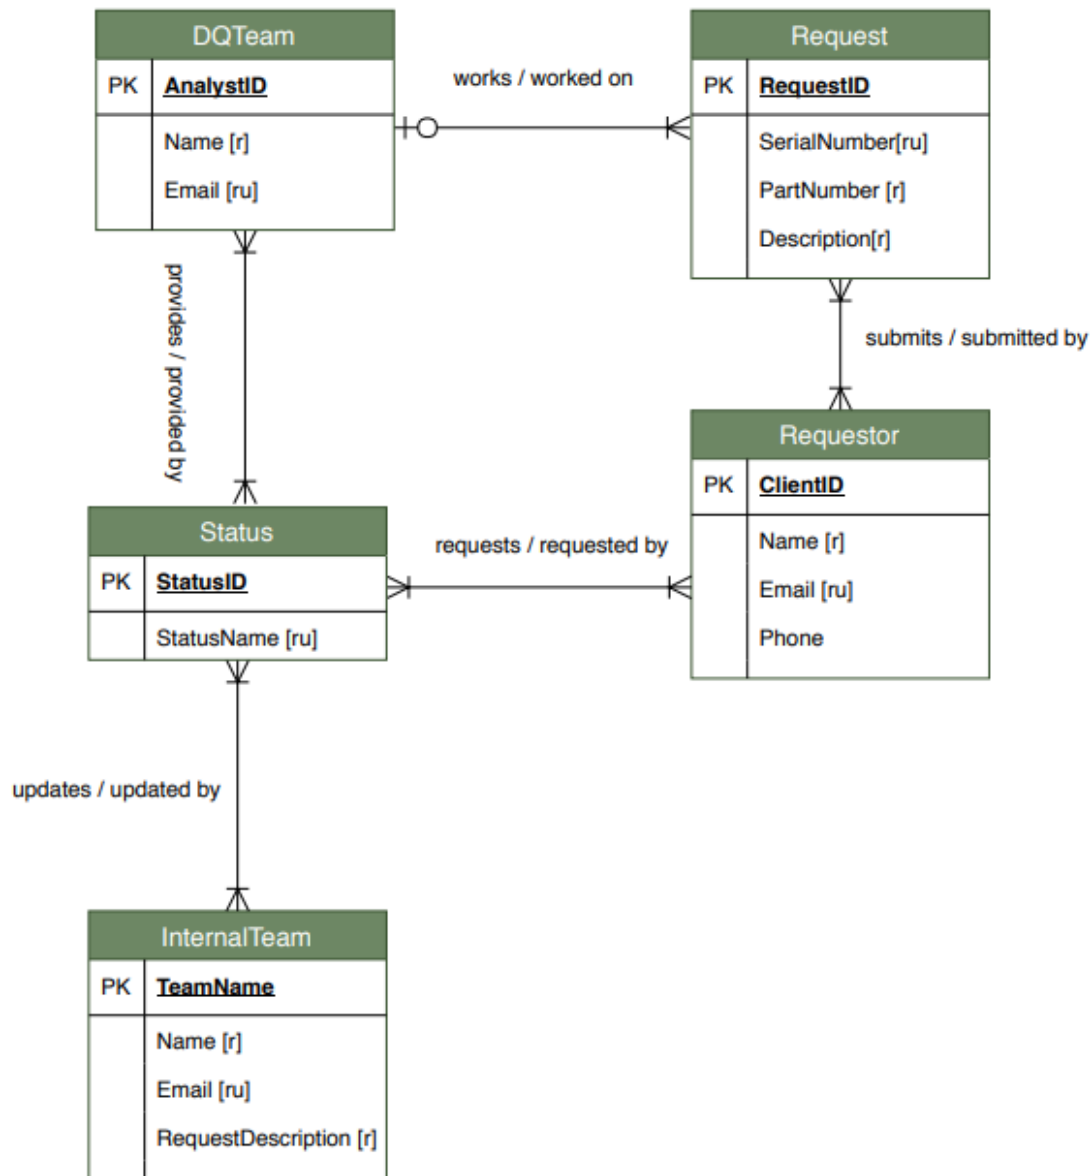 DQTeam
PK AnalystID
Name [r]
Email [ru]
works / worked on
Request
PK RequestID
SerialNumber[ru]
PartNumber [r]
Description[r]
provides / provided by
submits / submitted by
Requestor
PK ClientID
Name [r]
Email [ru]
Phone
requests / requested by
Status
PK StatusID
StatusName [ru]
updates / updated by
InternalTeam
PK TeamName
Name [r]
Email [ru]
RequestDescription [r]